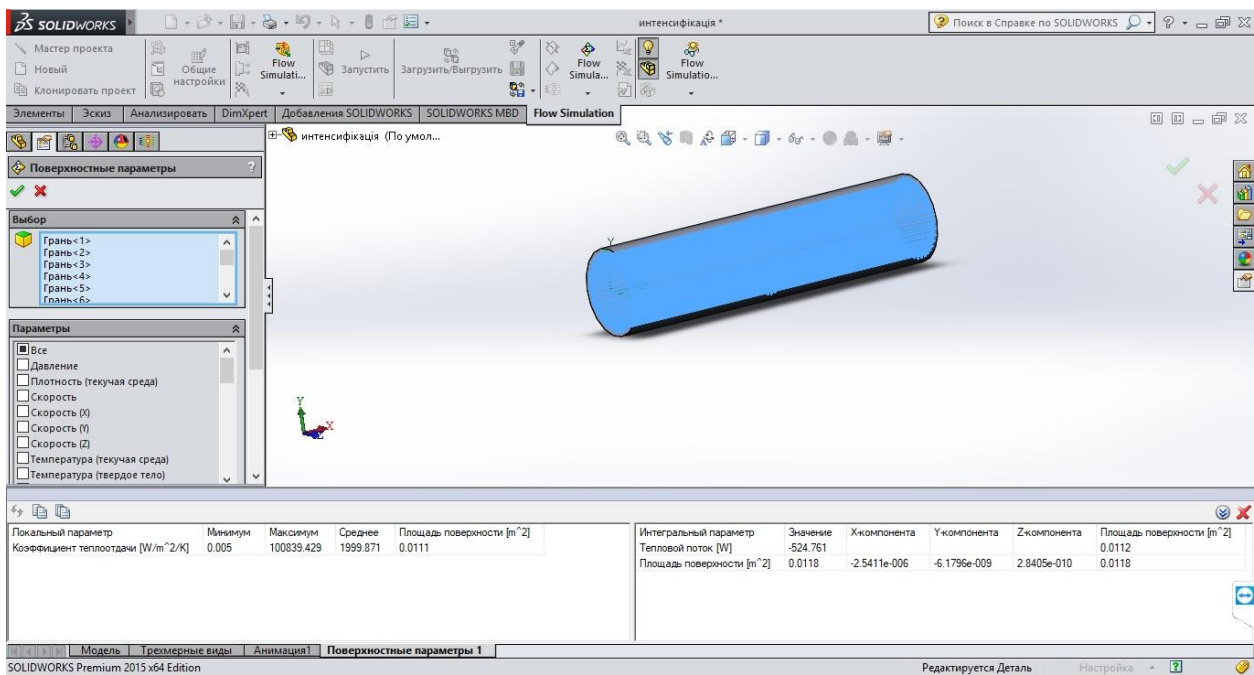 SOLIDWORKS
интенсифікація *
Поиск в Справке по SOLIDWORKS
Мастер проекта
Новый
Клонировать проект
Общие настройки
Flow Simulati...
Запустить
Загрузить/Выгрузить
Flow Simula...
Flow Simulatio...
Элементы Эскиз Анализировать DimXpert Добавления SOLIDWORKS SOLIDWORKS MBD Flow Simulation
интенсифікація (По умол...
Поверхностные параметры ?
Выбор
Грань<1>
Грань<2>
Грань<3>
Грань<4>
Грань<5>
Грань<6>
Параметры
Все
Давление
Плотность (текучая среда)
Скорость
Скорость (X)
Скорость (Y)
Скорость (Z)
Температура (текучая среда)
Температура (твердое тело)
Y
Y
X
Z
Локальный параметр Минимум Максимум Среднее Площадь поверхности [m^2]
Коэффициент теплоотдачи [W/m^2/K] 0.005 100839.429 1999.871 0.0111
Интегральный параметр Значение X-компонента Y-компонента Z-компонента Площадь поверхности [m^2]
Тепловой поток [W] -524.761 0.0112
Площадь поверхности [m^2] 0.0118 -2.5411e-006 -6.1796e-009 2.8405e-010 0.0118
Модель Трехмерные виды Анимация1 Поверхностные параметры 1
SOLIDWORKS Premium 2015 x64 Edition
Редактируется Деталь
Настройка